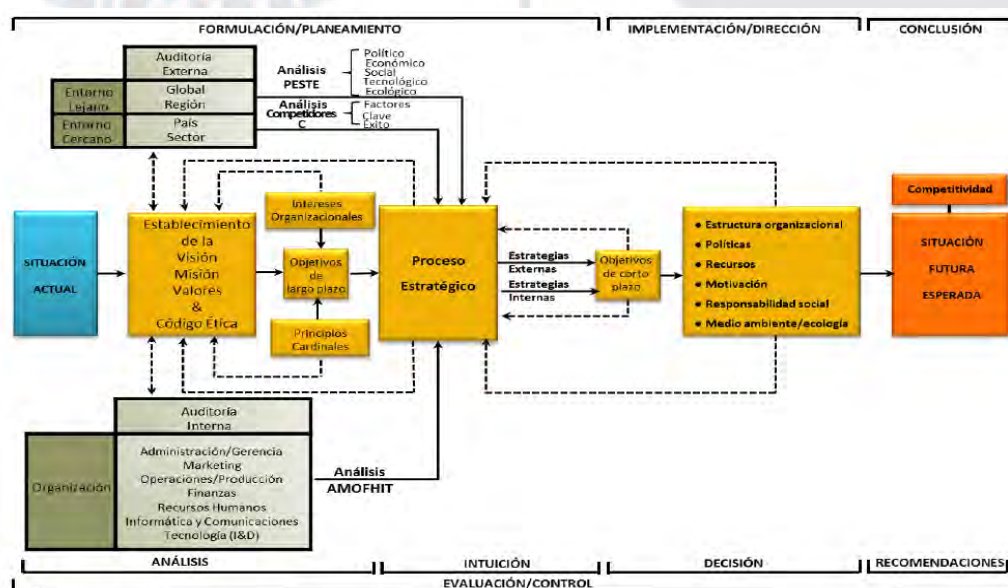 FORMULACIÓN/PLANEAMIENTO
IMPLEMENTACIÓN/DIRECCIÓN
CONCLUSIÓN
Auditoría
Externa
Entorno
Lejano
Global
Región
Entorno
Cercano
País
Sector
Análisis
PESTE
Político
Económico
Social
Tecnológico
Ecológico
Análisis
Competidores
C
Factores
Clave
Éxito
SITUACIÓN
ACTUAL
Establecimiento
de la
Visión
Misión
Valores
&
Código Ética
Intereses
Organizacionales
Objetivos
de
largo plazo
Principios
Cardinales
Proceso
Estratégico
Estrategias
Externas
Estrategias
Internas
Objetivos
de corto
plazo
• Estructura organizacional
• Políticas
• Recursos
• Motivación
• Responsabilidad social
• Medio ambiente/ecología
Competitividad
SITUACIÓN
FUTURA
ESPERADA
Auditoría
Interna
Organización
Administración/Gerencia
Marketing
Operaciones/Producción
Finanzas
Recursos Humanos
Informática y Comunicaciones
Tecnología (I&D)
Análisis
AMOFHIT
ANÁLISIS
INTUICIÓN
DECISIÓN
RECOMENDACIONES
EVALUACIÓN/CONTROL